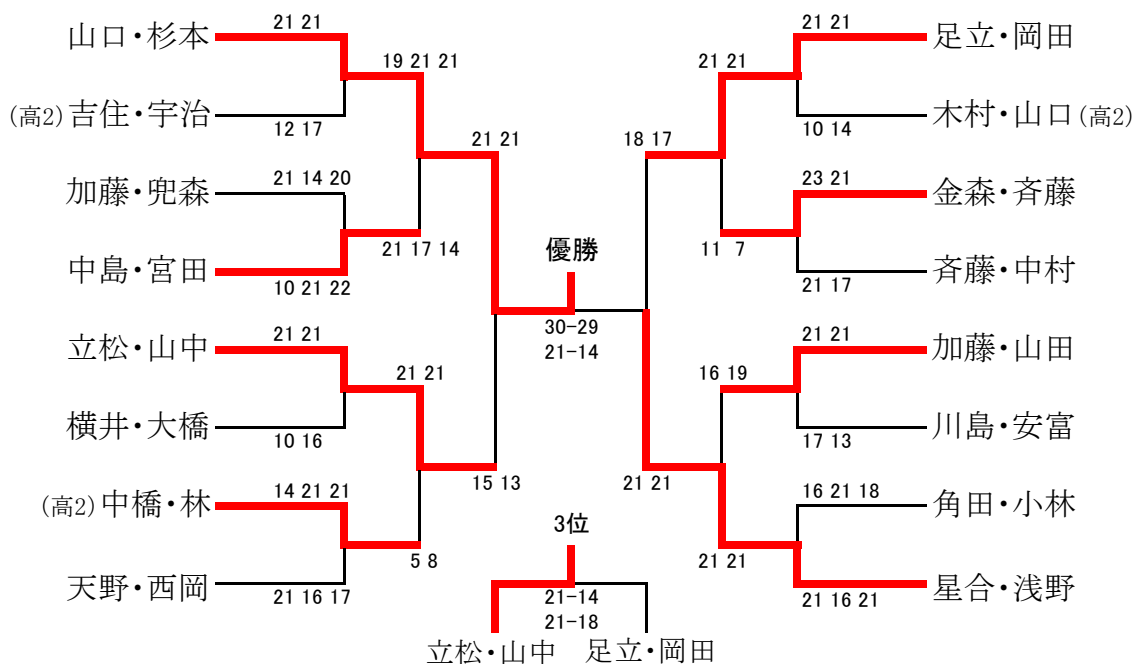 21 21
山口・杉本
19 21 21
(高2)吉住・宇治
12 17
21 21
21 14 20
加藤・兜森
21 17 14
中島・宮田
10 21 22
21 21
立松・山中
21 21
横井・大橋
10 16
15 13
14 21 21
(高2)中橋・林
5 8
天野・西岡
21 16 17
優勝
30-29
21-14
3位
21-14
21-18
立松・山中
足立・岡田
21 21
足立・岡田
21 21
木村・山口(高2)
10 14
18 17
23 21
金森・斉藤
11 7
斉藤・中村
21 17
21 21
加藤・山田
16 19
川島・安富
17 13
21 21
16 21 18
角田・小林
21 21
星合・浅野
21 16 21